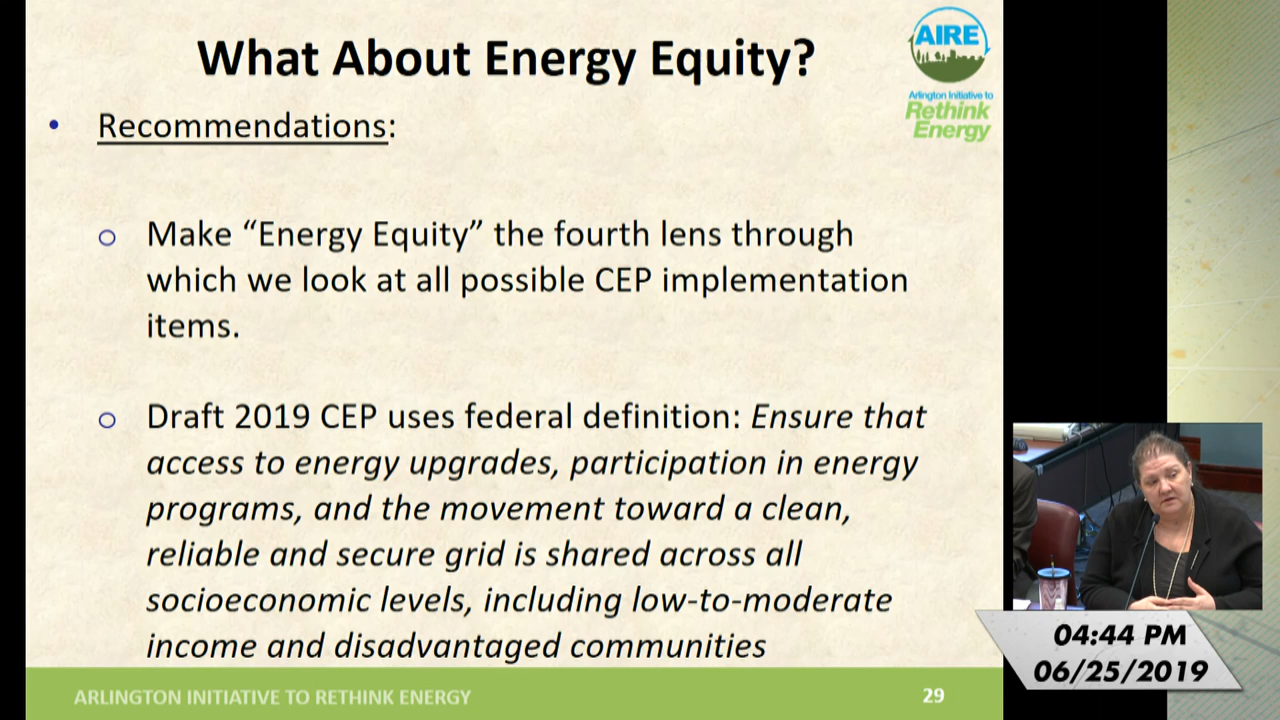 What About Energy Equity?
AIRE
Arlington Initiative to
Rethink
Energy
• Recommendations:
o Make “Energy Equity” the fourth lens through
which we look at all possible CEP implementation
items.
o Draft 2019 CEP uses federal definition: Ensure that
access to energy upgrades, participation in energy
programs, and the movement toward a clean,
reliable and secure grid is shared across all
socioeconomic levels, including low-to-moderate
income and disadvantaged communities
ARLINGTON INITIATIVE TO RETHINK ENERGY
29
04:44 PM
06/25/2019